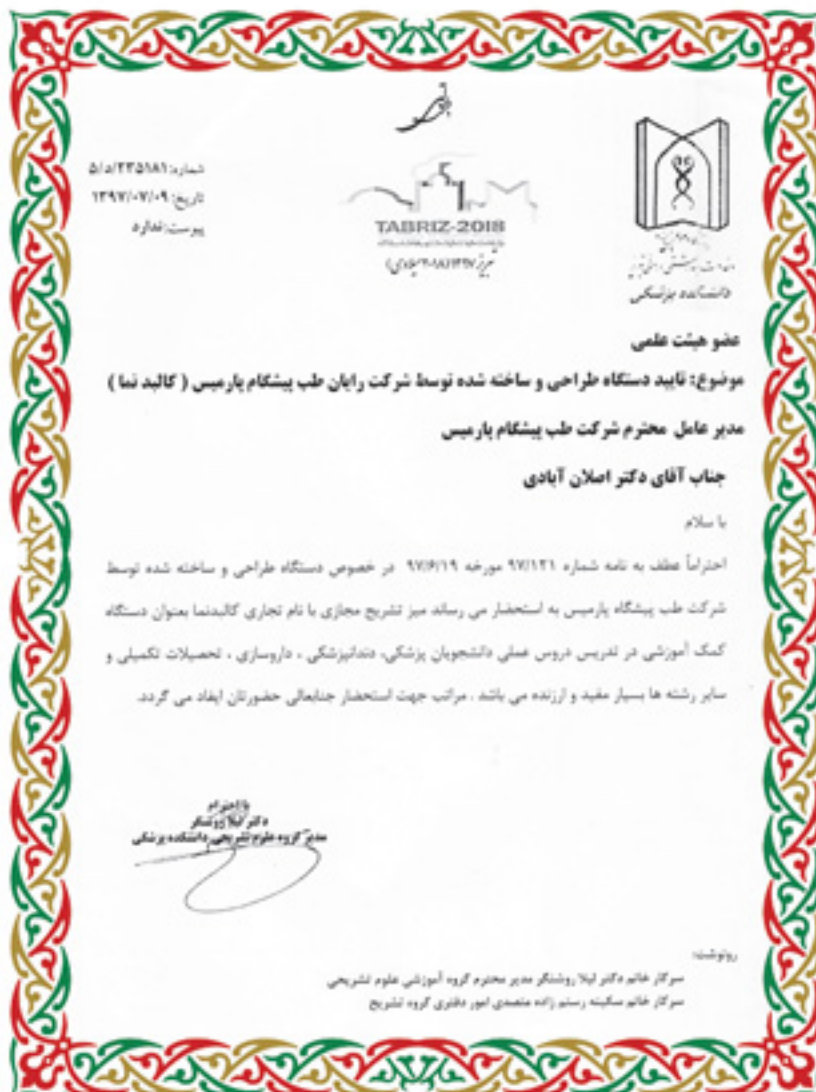 شماره: ۵/د/۲۳۵۱۸۱
تاریخ: ۱۳۹۷/۰۷/۰۹
پیوست: ندارد
TABRIZ-2018
دانشکده پزشکی
عضو هیئت علمی
موضوع: تایید دستگاه طراحی و ساخته شده توسط شرکت رایان طب پیشگام پارمیس ( کالبد نما )
مدیر عامل محترم شرکت طب پیشگام پارمیس
جناب آقای دکتر اصلان آبادی
با سلام
احتراماً عطف به نامه شماره ۹۷/۱۲۱ مورخه ۹۷/۶/۱۹ در خصوص دستگاه طراحی و ساخته شده توسط
شرکت طب پیشگاه پارمیس به استحضار می رساند میز تشریح مجازی با نام تجاری کالبدنما بعنوان دستگاه
کمک آموزشی در تدریس دروس عملی دانشجویان پزشکی، دندانپزشکی ، داروسازی ، تحصیلات تکمیلی و
سایر رشته ها بسیار مفید و ارزنده می باشد . مراتب جهت استحضار جنابعالی حضورتان ایفاد می گردد.
با احترام
دکتر لیلا روشنگر
مدیر گروه علوم تشریحی دانشکده پزشکی
رونوشت:
سرکار خانم دکتر لیلا روشنگر مدیر محترم گروه آموزشی علوم تشریحی
سرکار خانم سکینه رستم زاده متصدی امور دفتری گروه تشریح